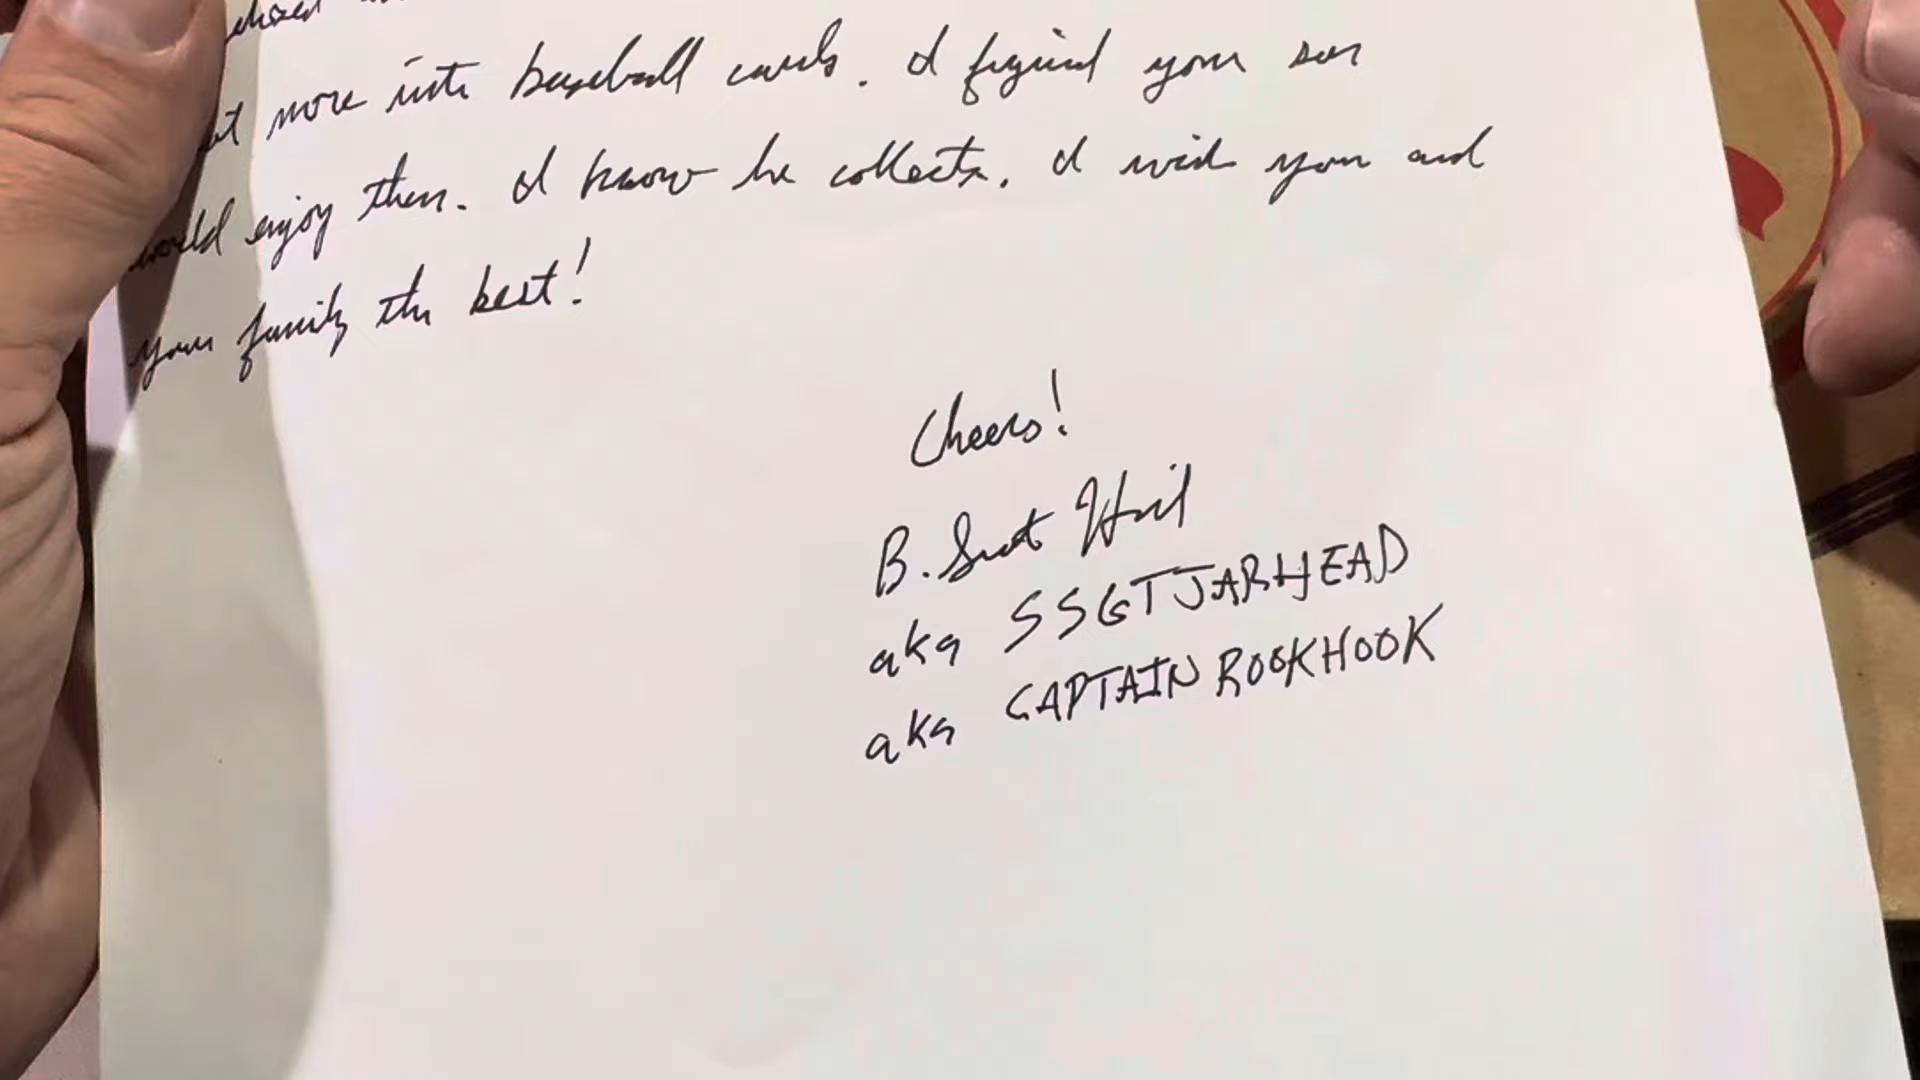 more into baseball cards. I figured your son
would enjoy them. I know he collects. I wish you and
your family the best!
Cheers!
B. Scott
aka SSGTJARHEAD
aka CAPTAIN ROOKHOOK